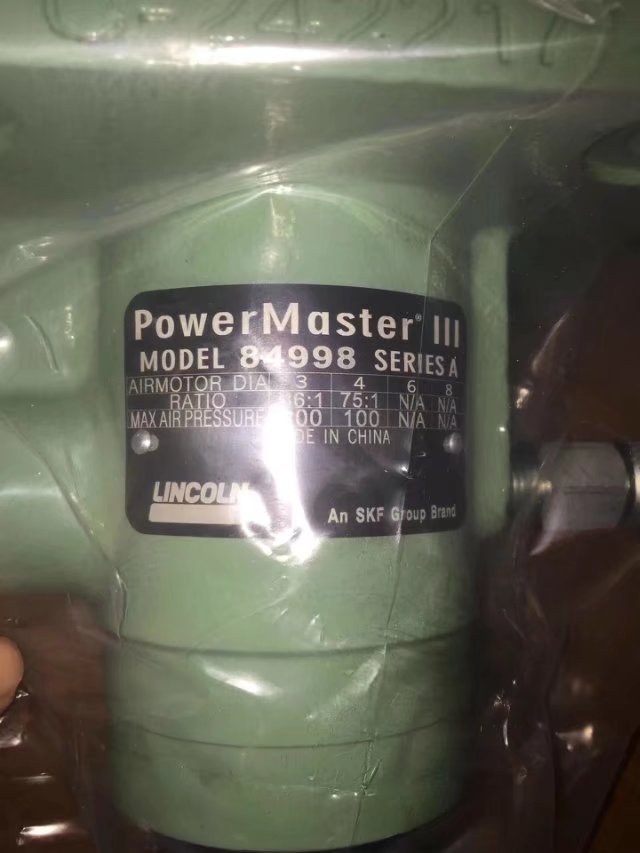 PowerMaster® III
MODEL 84998 SERIES A
AIRMOTOR DIA 3 4 6 8
RATIO 75:1 N/A N/A
MAX AIR PRESSURE 100 N/A N/A
IN CHINA
LINCOLN
An SKF Group Brand